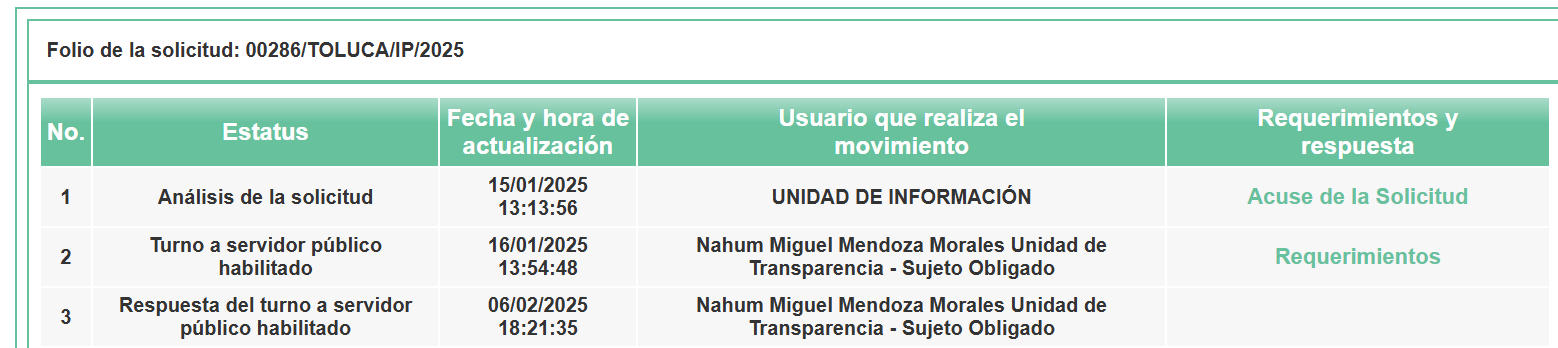 Folio de la solicitud: 00286/TOLUCA/IP/2025
No.
Estatus
Fecha y hora de
actualización
Usuario que realiza el
movimiento
Requerimientos y
respuesta
1
Análisis de la solicitud
15/01/2025
13:13:56
UNIDAD DE INFORMACIÓN
Acuse de la Solicitud
2
Turno a servidor público
habilitado
16/01/2025
13:54:48
Nahum Miguel Mendoza Morales Unidad de
Transparencia - Sujeto Obligado
Requerimientos
3
Respuesta del turno a servidor
público habilitado
06/02/2025
18:21:35
Nahum Miguel Mendoza Morales Unidad de
Transparencia - Sujeto Obligado